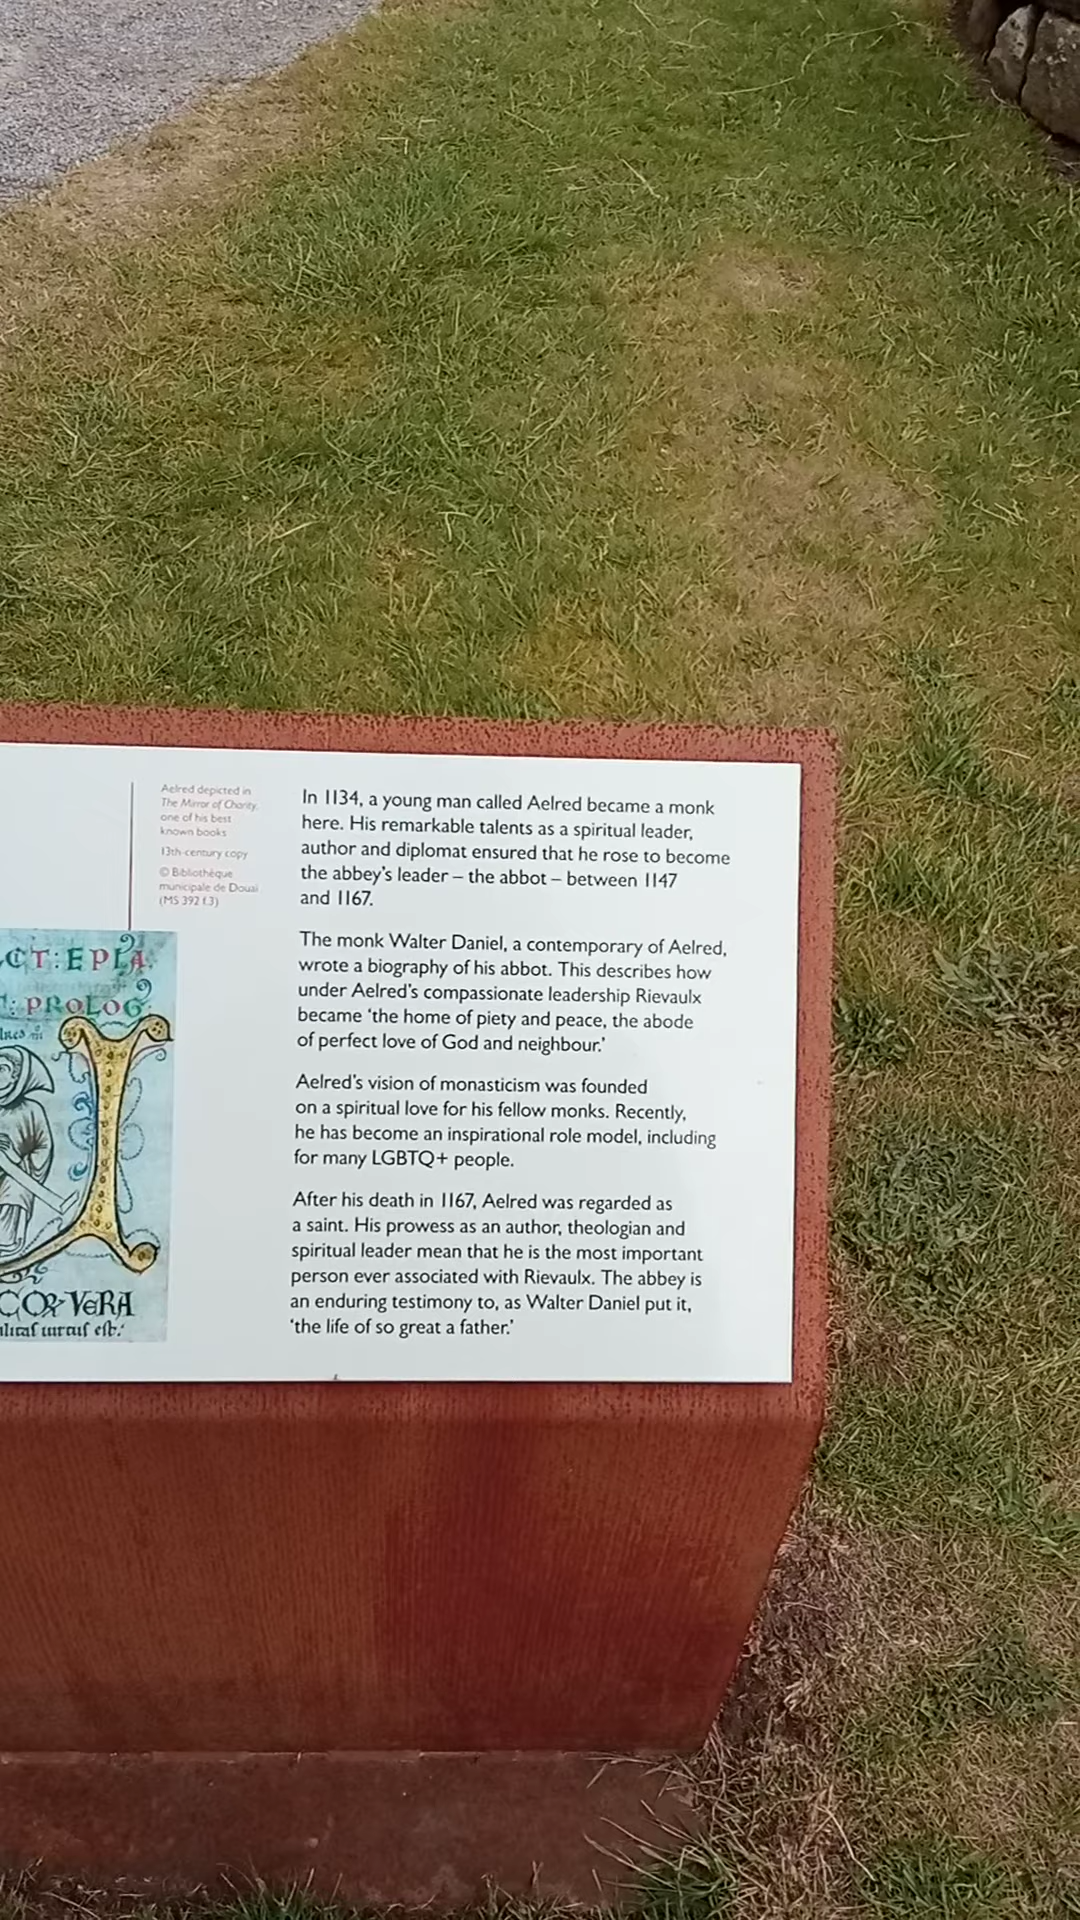 Aelred depicted in
The Mirror of Charity,
one of his best
known books
13th-century copy
© Bibliothèque
municipale de Douai
(MS 392 f.3)
CT: EPLA
: PROLOG
COR VERA
In 1134, a young man called Aelred became a monk
here. His remarkable talents as a spiritual leader,
author and diplomat ensured that he rose to become
the abbey's leader – the abbot – between 1147
and 1167.
The monk Walter Daniel, a contemporary of Aelred,
wrote a biography of his abbot. This describes how
under Aelred's compassionate leadership Rievaulx
became ‘the home of piety and peace, the abode
of perfect love of God and neighbour.’
Aelred's vision of monasticism was founded
on a spiritual love for his fellow monks. Recently,
he has become an inspirational role model, including
for many LGBTQ+ people.
After his death in 1167, Aelred was regarded as
a saint. His prowess as an author, theologian and
spiritual leader mean that he is the most important
person ever associated with Rievaulx. The abbey is
an enduring testimony to, as Walter Daniel put it,
‘the life of so great a father.’